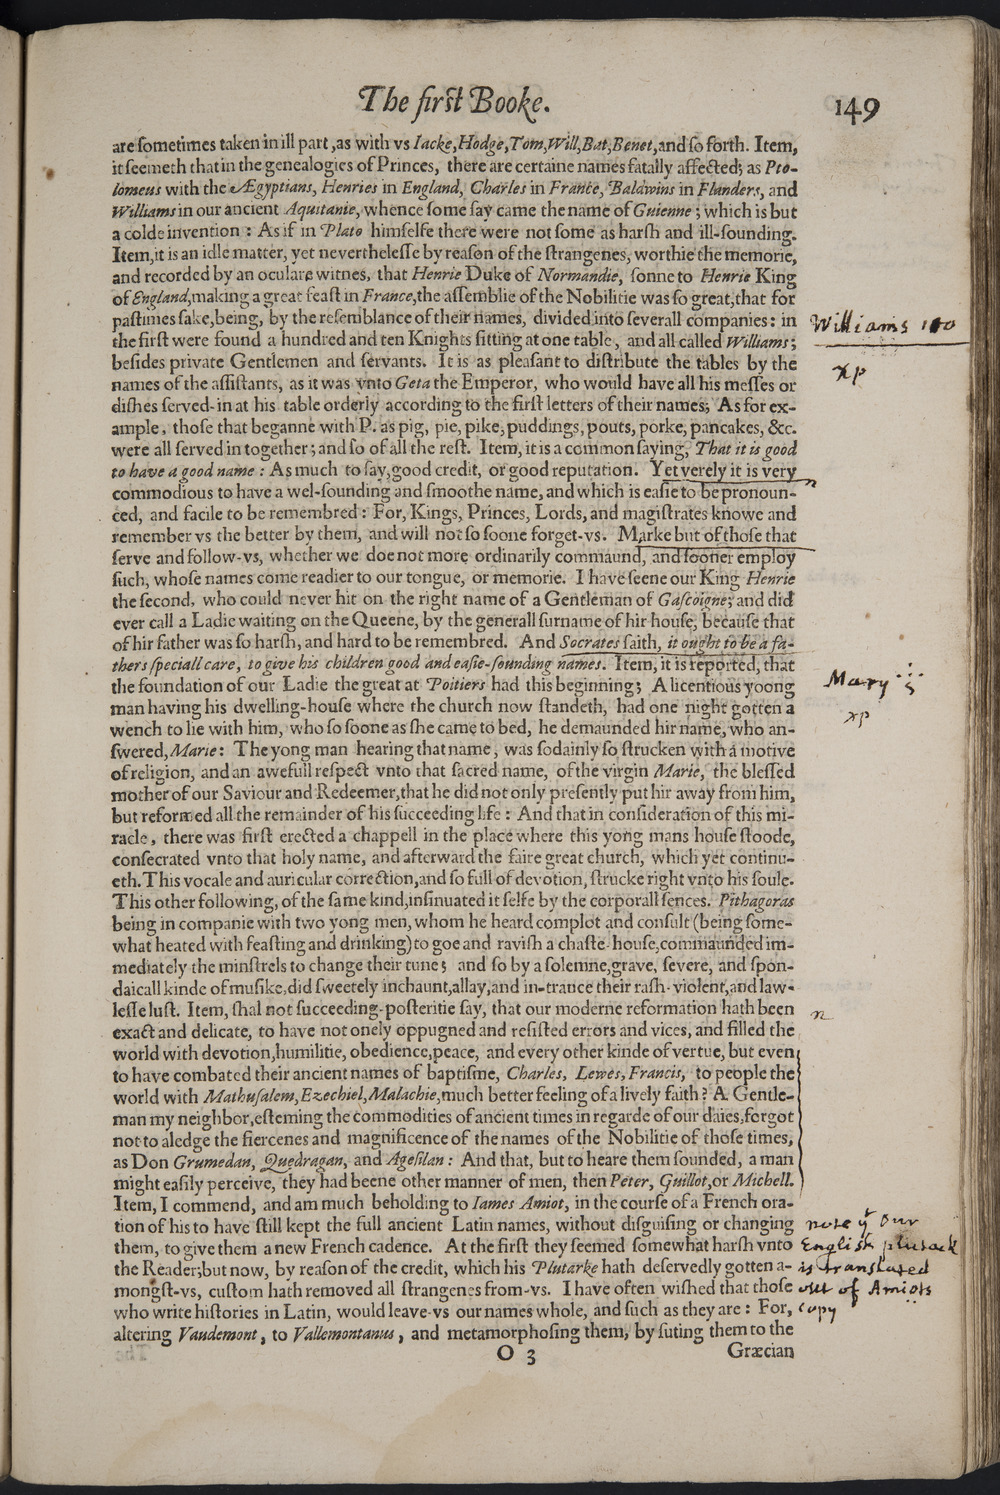 The first Booke.
149
are ſometimes taken in ill part, as with vs Iacke, Hodge, Tom, Will, Bat, Benet, and ſo forth. Item,
it ſeemeth that in the genealogies of Princes, there are certaine names fatally affected; as Pto-
lomeus with the Ægyptians, Henries in England, Charles in France, Baldwins in Flanders, and
Williams in our ancient Aquitanie, whence ſome ſay came the name of Guienne; which is but
a colde invention: As if in Plato himſelfe there were not ſome as harſh and ill-ſounding.
Item, it is an idle matter, yet nevertheleſſe by reaſon of the ſtrangenes, worthie the memorie,
and recorded by an oculare witnes, that Henrie Duke of Normandie, ſonne to Henrie King
of England, making a great feaſt in France, the aſſemblie of the Nobilitie was ſo great, that for
paſtimes ſake, being, by the reſemblance of their names, divided into ſeverall companies: in
the firſt were found a hundred and ten Knights ſitting at one table, and all called Williams;
beſides private Gentlemen and ſervants. It is as pleaſant to diſtribute the tables by the
names of the aſſiſtants, as it was vnto Geta the Emperor, who would have all his meſſes or
diſhes ſerved-in at his table orderly according to the firſt letters of their names; As for ex-
ample, thoſe that beganne with P. as pig, pie, pike, puddings, pouts, porke, pancakes, &c.
were all ſerved in together; and ſo of all the reſt. Item, it is a common ſaying, That it is good
to have a good name: As much to ſay, good credit, or good reputation. Yet verely it is very
commodious to have a wel-ſounding and ſmoothe name, and which is eaſie to be pronoun-
ced, and facile to be remembred: For, Kings, Princes, Lords, and magiſtrates knowe and
remember vs the better by them, and will not ſo ſoone forget-vs. Marke but of thoſe that
ſerve and follow-vs, whether we doe not more ordinarily commaund, and ſooner employ
ſuch, whoſe names come readier to our tongue, or memorie. I have ſeene our King Henrie
the ſecond, who could never hit on the right name of a Gentleman of Gaſcoigne; and did
ever call a Ladie waiting on the Queene, by the generall ſurname of hir houſe, becauſe that
of hir father was ſo harſh, and hard to be remembred. And Socrates ſaith, it ought to be a fa-
thers ſpeciall care, to give his children good and eaſie-ſounding names. Item, it is reported, that
the foundation of our Ladie the great at Poitiers had this beginning; A licentious yoong
man having his dwelling-houſe where the church now ſtandeth, had one night gotten a
wench to lie with him, who ſo ſoone as ſhe came to bed, he demaunded hir name, who an-
ſwered, Marie: The yong man hearing that name, was ſodainly ſo ſtrucken with a motive
of religion, and an awefull reſpect vnto that ſacred name, of the virgin Marie, the bleſſed
mother of our Saviour and Redeemer, that he did not only preſently put hir away from him,
but reformed all the remainder of his ſucceeding life: And that in conſideration of this mi-
racle, there was firſt erected a chappell in the place where this yong mans houſe ſtoode,
conſecrated vnto that holy name, and afterward the faire great church, which yet continu-
eth. This vocale and auricular correction, and ſo full of devotion, ſtrucke right vnto his ſoule.
This other following, of the ſame kind, inſinuated it ſelfe by the corporall ſences. Pithagoras
being in companie with two yong men, whom he heard complot and conſult (being ſome-
what heated with feaſting and drinking) to goe and raviſh a chaſte-houſe, commaunded im-
mediately the minſtrels to change their tune; and ſo by a ſolemne, grave, ſevere, and ſpon-
daicall kinde of muſike, did ſweetely inchaunt, allay, and in-trance their raſh-violent, and law-
leſſe luſt. Item, ſhal not ſucceeding-poſteritie ſay, that our moderne reformation hath been
exact and delicate, to have not onely oppugned and reſiſted errors and vices, and filled the
world with devotion, humilitie, obedience, peace, and every other kinde of vertue, but even
to have combated their ancient names of baptiſme, Charles, Lewes, Francis, to people the
world with Mathuſalem, Ezechiel, Malachie, much better feeling of a lively faith? A Gentle-
man my neighbor, eſteming the commodities of ancient times in regarde of our daies, forgot
not to aledge the fiercenes and magnificence of the names of the Nobilitie of thoſe times,
as Don Grumedan, Quedragan, and Ageſilan: And that, but to heare them ſounded, a man
might eaſily perceive, they had beene other manner of men, then Peter, Guillot, or Michell.
Item, I commend, and am much beholding to Iames Amiot, in the courſe of a French ora-
tion of his to have ſtill kept the full ancient Latin names, without diſguiſing or changing
them, to give them a new French cadence. At the firſt they ſeemed ſomewhat harſh vnto
the Reader; but now, by reaſon of the credit, which his Plutarke hath deſervedly gotten a-
mongſt-vs, cuſtom hath removed all ſtrangenes from-vs. I have often wiſhed that thoſe
who write hiſtories in Latin, would leave-vs our names whole, and ſuch as they are: For,
altering Vaudemont, to Vallemontanus, and metamorphoſing them, by ſuting them to the
O 3
Græcian
Williams 110
xp
Mary
xp
n
note yt our
English plutack
is translated
out of Amiots
copy